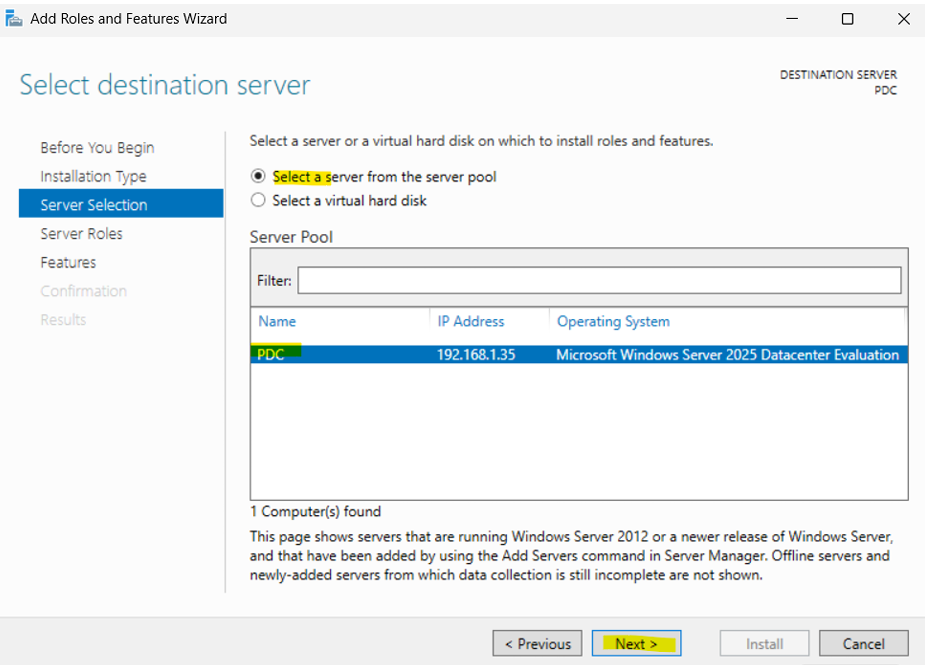 Add Roles and Features Wizard
Select destination server
DESTINATION SERVER
PDC
Before You Begin
Installation Type
Server Selection
Server Roles
Features
Confirmation
Results
Select a server or a virtual hard disk on which to install roles and features.
Select a server from the server pool
Select a virtual hard disk
Server Pool
Filter:
Name IP Address Operating System
PDC 192.168.1.35 Microsoft Windows Server 2025 Datacenter Evaluation
1 Computer(s) found
This page shows servers that are running Windows Server 2012 or a newer release of Windows Server,
and that have been added by using the Add Servers command in Server Manager. Offline servers and
newly-added servers from which data collection is still incomplete are not shown.
< Previous Next > Install Cancel